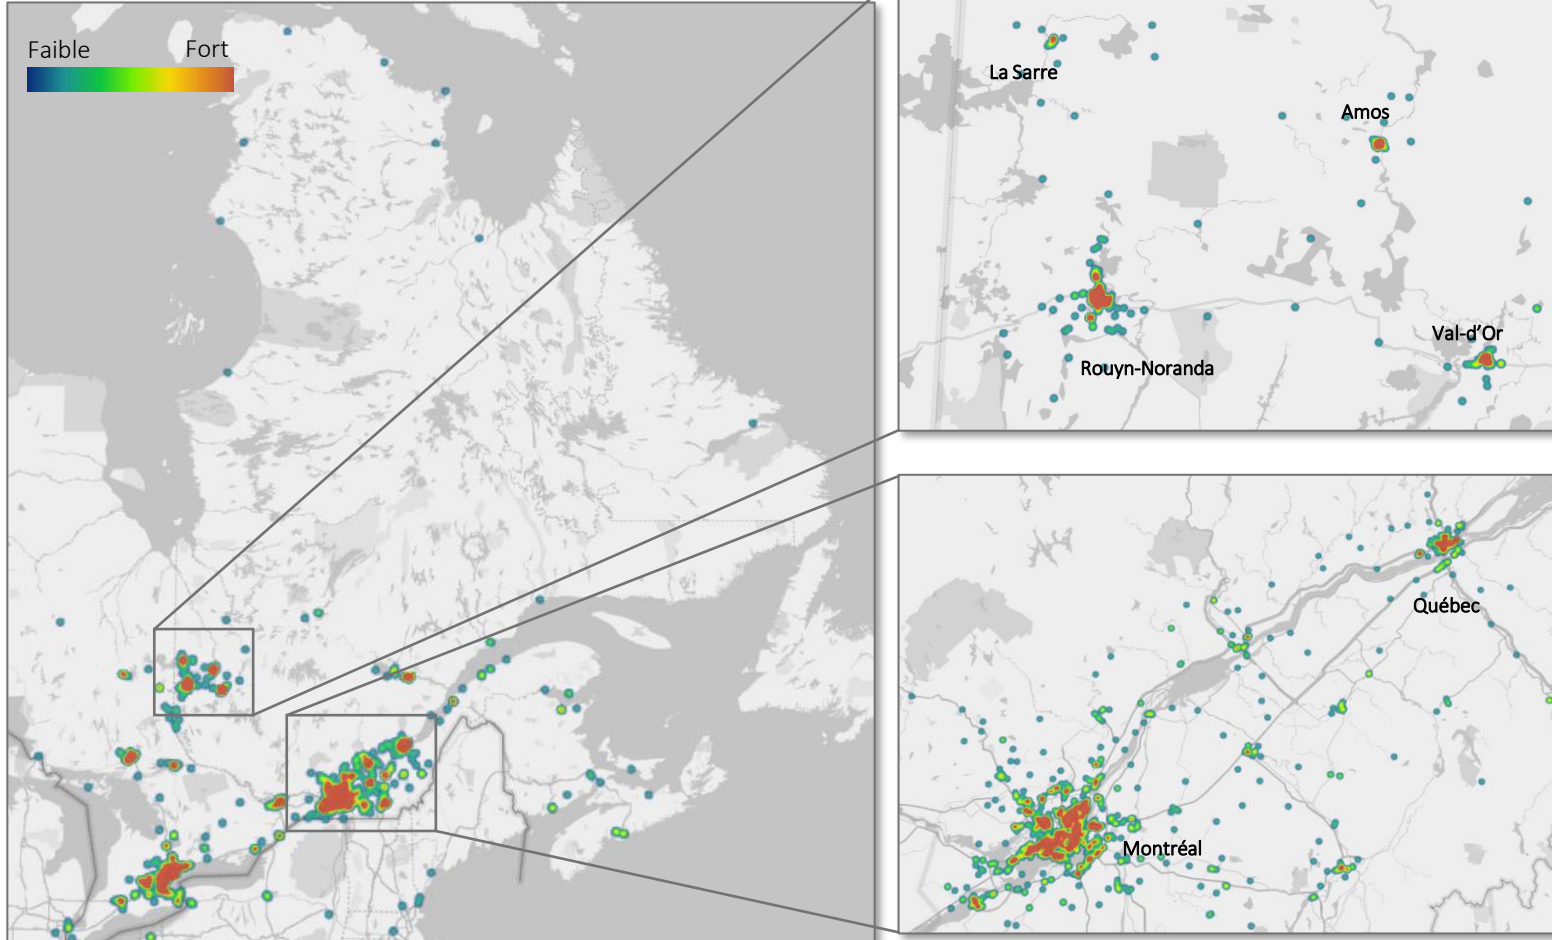 Faible Fort
La Sarre
Amos
Val-d'Or
Rouyn-Noranda
Québec
Montréal